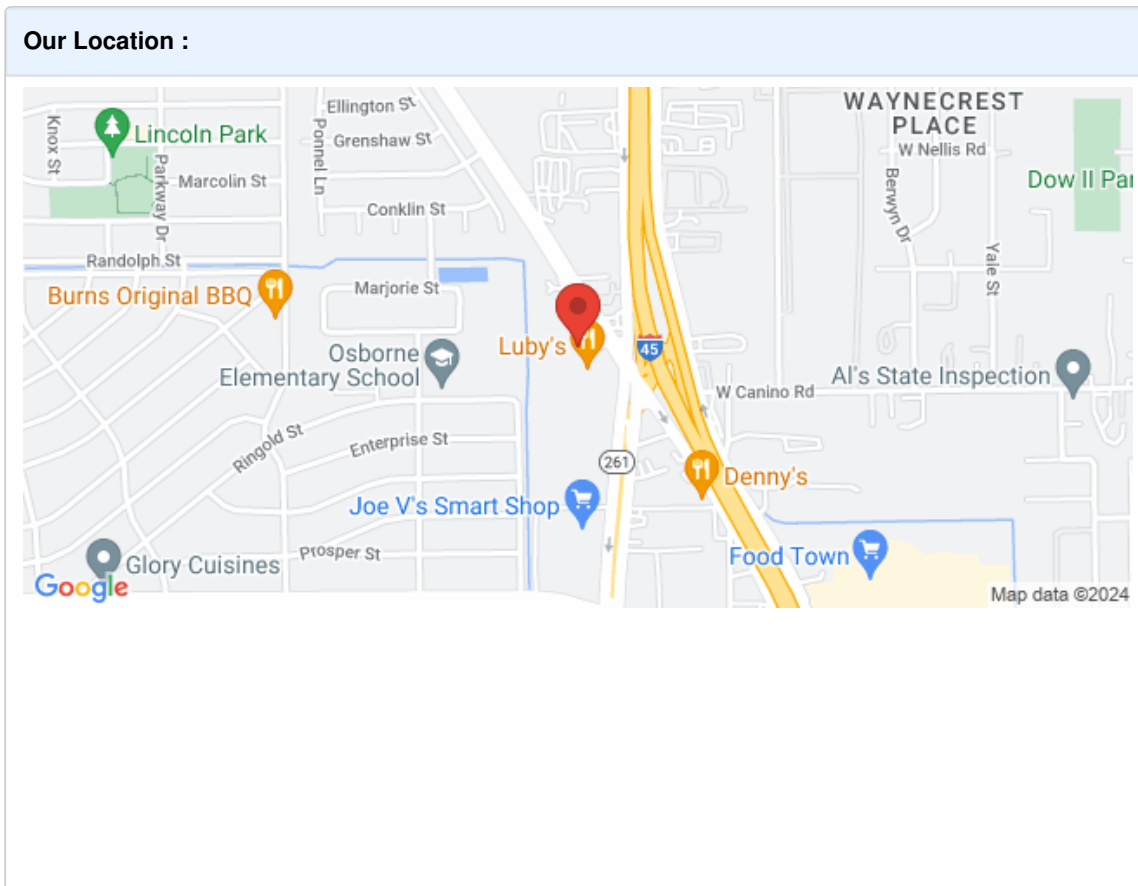 Our Location :
WAYNECREST
PLACE
Ellington St
Knox St
Lincoln Park
Ponnel Ln
Grenshaw St
W Nellis Rd
Parkway Dr
Marcolin St
Berwyn Dr
Dow II Par
Conklin St
Randolph St
Yale St
Burns Original BBQ
Marjorie St
Luby's
45
Osborne
Elementary School
Al's State Inspection
W Canino Rd
Ringold St
Enterprise St
261
Denny's
Joe V's Smart Shop
Prosper St
Food Town
Glory Cuisines
Google
Map data ©2024